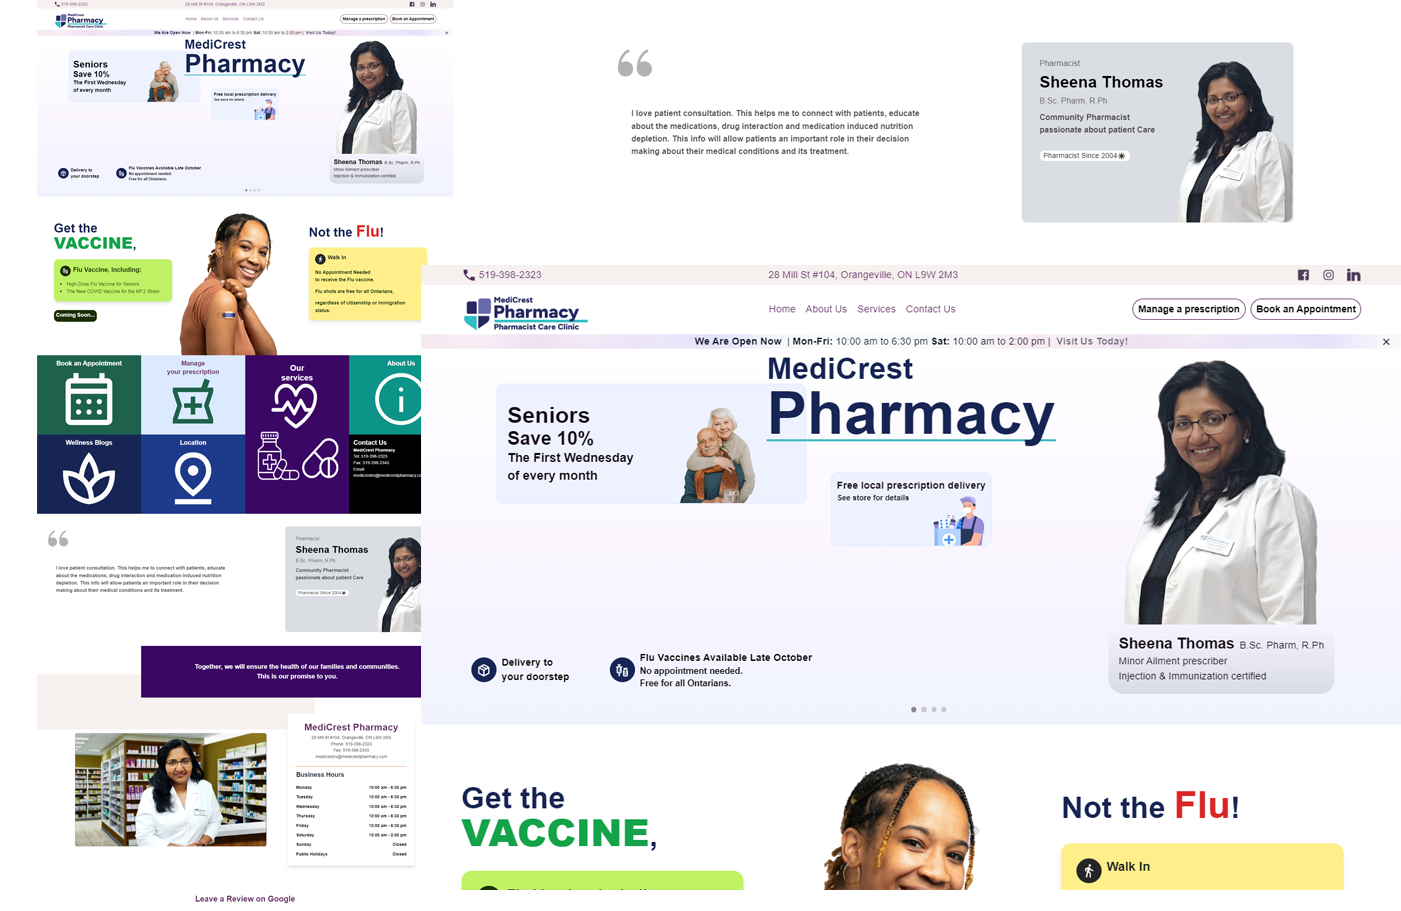 519-398-2323
28 Mill St #104, Orangeville, ON L9W 2M3
MediCrest
Pharmacy
Pharmacist Care Clinic
Home About Us Services Contact Us
Manage a prescription
Book an Appointment
We Are Open Now | Mon-Fri: 10:00 am to 6:30 pm Sat: 10:00 am to 2:00 pm | Visit Us Today!
MediCrest
Pharmacy
Seniors
Save 10%
The First Wednesday
of every month
Free local prescription delivery
See store for details
Sheena Thomas B.Sc. Pharm, R.Ph
Minor Ailment prescriber
Injection & Immunization certified
Delivery to
your doorstep
Flu Vaccines Available Late October
No appointment needed.
Free for all Ontarians.
Get the
VACCINE,
Flu Vaccine, Including:
High-Dose Flu Vaccine for Seniors
The New COVID Vaccine for the KP.2 Strain
Coming Soon...
Not the Flu!
Walk In
No Appointment Needed
to receive the Flu vaccine.
Flu shots are free for all Ontarians,
regardless of citizenship or immigration
status.
Book an Appointment
Manage
your prescription
Our
services
About Us
Wellness Blogs
Location
Contact Us
MediCrest Pharmacy
Tel: 519-398-2323
Fax: 519-398-2343
Email
medicrestrx@medicrestpharmacy.co
“
I love patient consultation. This helps me to connect with patients, educate
about the medications, drug interaction and medication induced nutrition
depletion. This info will allow patients an important role in their decision
making about their medical conditions and its treatment.
Pharmacist
Sheena Thomas
B.Sc. Pharm, R.Ph
Community Pharmacist
passionate about patient Care
Pharmacist Since 2004
Together, we will ensure the health of our families and communities.
This is our promise to you.
MediCrest Pharmacy
28 Mill St #104, Orangeville, ON L9W 2M3
Phone: 519-398-2323
Fax: 519-398-2343
medicrestrx@medicrestpharmacy.com
Business Hours
Monday 10:00 am - 6:30 pm
Tuesday 10:00 am - 6:30 pm
Wednesday 10:00 am - 6:30 pm
Thursday 10:00 am - 6:30 pm
Friday 10:00 am - 6:30 pm
Saturday 10:00 am - 2:00 pm
Sunday Closed
Public Holidays Closed
Leave a Review on Google
“
I love patient consultation. This helps me to connect with patients, educate
about the medications, drug interaction and medication induced nutrition
depletion. This info will allow patients an important role in their decision
making about their medical conditions and its treatment.
Pharmacist
Sheena Thomas
B.Sc. Pharm, R.Ph
Community Pharmacist
passionate about patient Care
Pharmacist Since 2004
519-398-2323
28 Mill St #104, Orangeville, ON L9W 2M3
MediCrest
Pharmacy
Pharmacist Care Clinic
Home About Us Services Contact Us
Manage a prescription
Book an Appointment
We Are Open Now | Mon-Fri: 10:00 am to 6:30 pm Sat: 10:00 am to 2:00 pm | Visit Us Today!
MediCrest
Pharmacy
Seniors
Save 10%
The First Wednesday
of every month
Free local prescription delivery
See store for details
Sheena Thomas B.Sc. Pharm, R.Ph
Minor Ailment prescriber
Injection & Immunization certified
Delivery to
your doorstep
Flu Vaccines Available Late October
No appointment needed.
Free for all Ontarians.
Get the
VACCINE,
Not the Flu!
Walk In